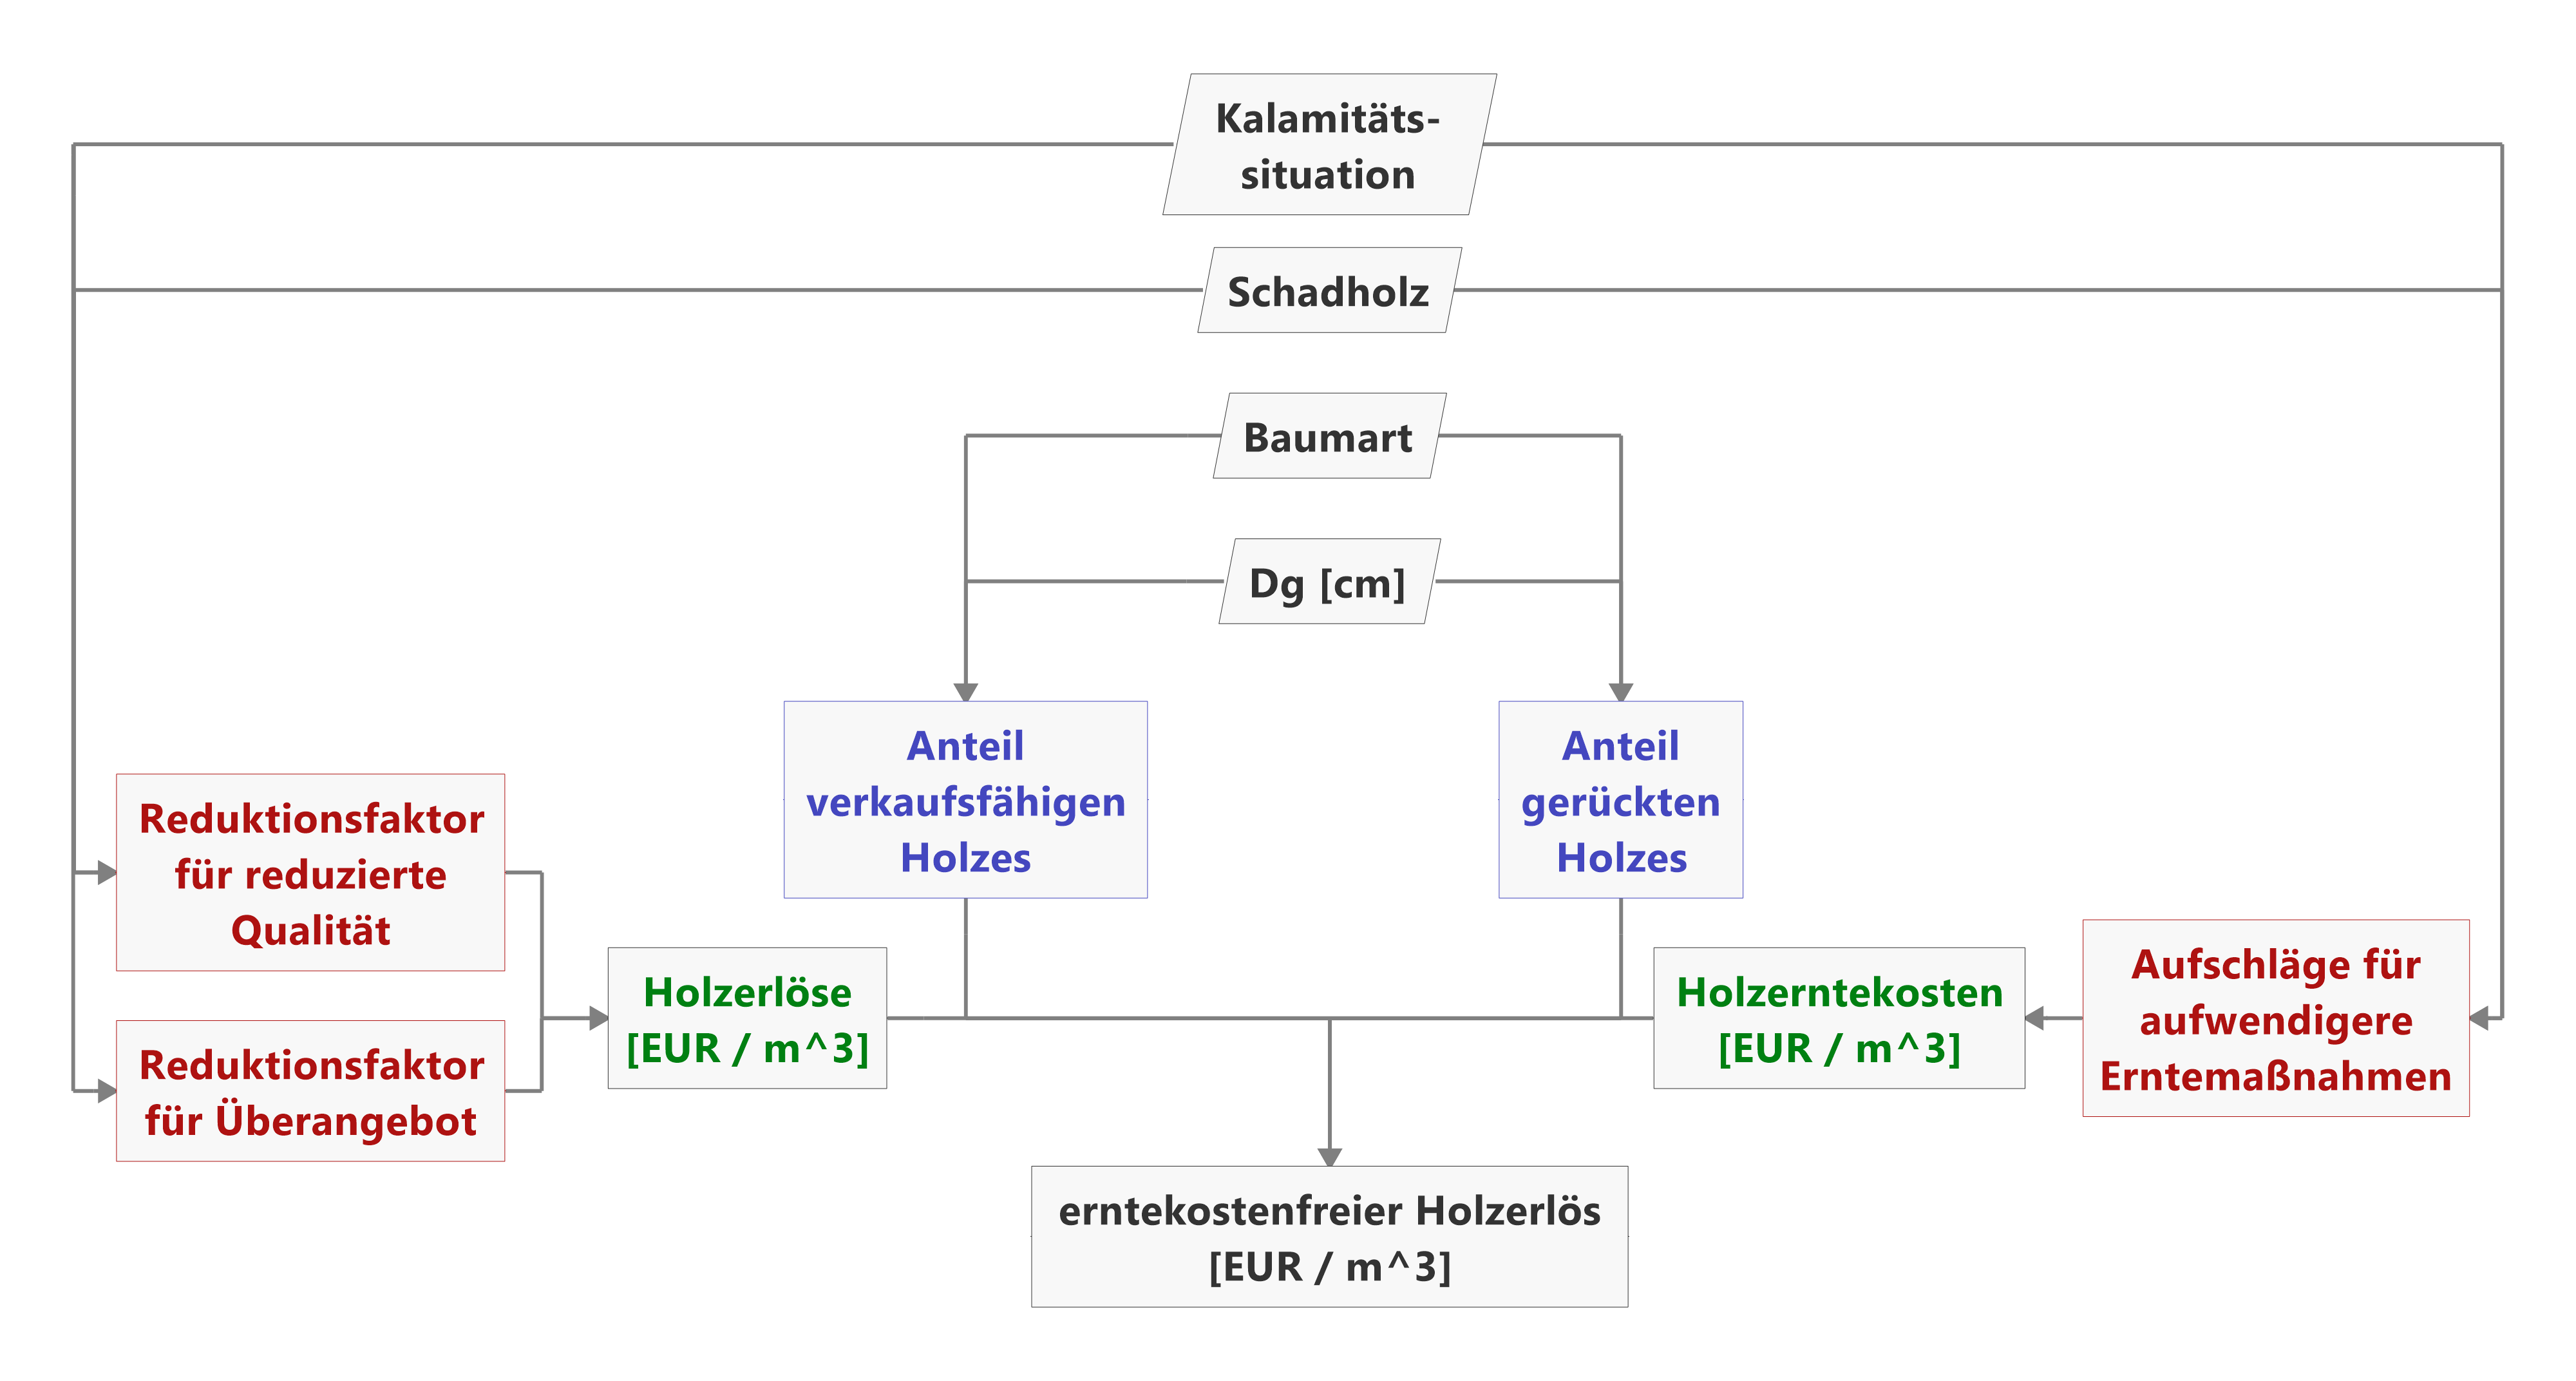 Kalamitäts-
situation
Schadholz
Baumart
Dg [cm]
Anteil
verkaufsfähigen
Holzes
Anteil
gerückten
Holzes
Reduktionsfaktor
für reduzierte
Qualität
Reduktionsfaktor
für Überangebot
Holzerlöse
[EUR / m^3]
Holzerntekosten
[EUR / m^3]
Aufschläge für
aufwendigere
Erntemaßnahmen
erntekostenfreier Holzerlös
[EUR / m^3]